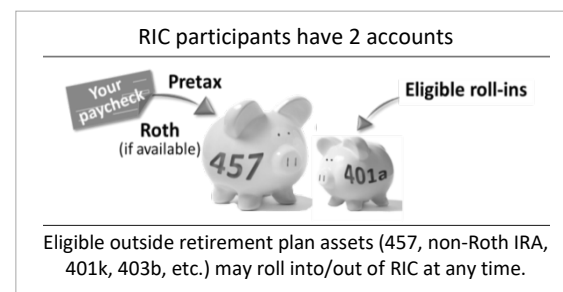 RIC participants have 2 accounts
Your
paycheck
Pretax
Roth
(if available)
457
Eligible roll-ins
401a
Eligible outside retirement plan assets (457, non-Roth IRA,
401k, 403b, etc.) may roll into/out of RIC at any time.